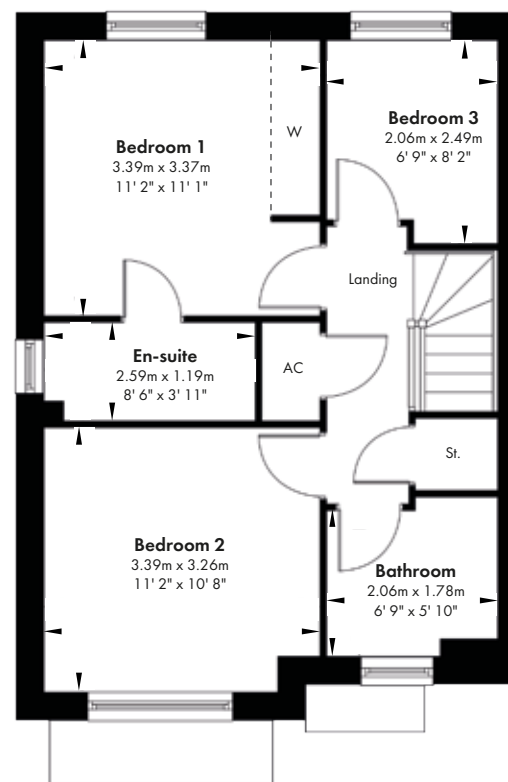 Bedroom 1
3.39m x 3.37m
11' 2" x 11' 1"
W
Bedroom 3
2.06m x 2.49m
6' 9" x 8' 2"
Landing
En-suite
2.59m x 1.19m
8' 6" x 3' 11"
AC
St.
Bedroom 2
3.39m x 3.26m
11' 2" x 10' 8"
Bathroom
2.06m x 1.78m
6' 9" x 5' 10"